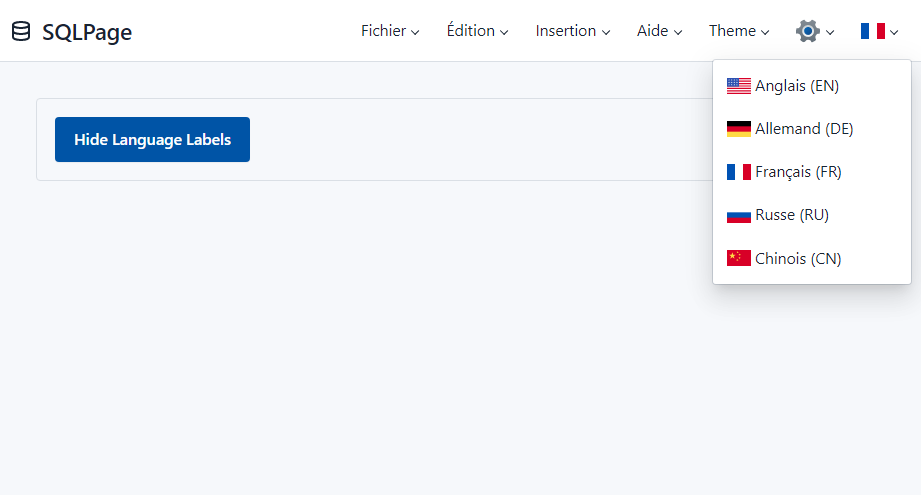 SQLPage
Fichier Édition Insertion Aide Theme
Anglais (EN)
Allemand (DE)
Français (FR)
Russe (RU)
Chinois (CN)
Hide Language Labels